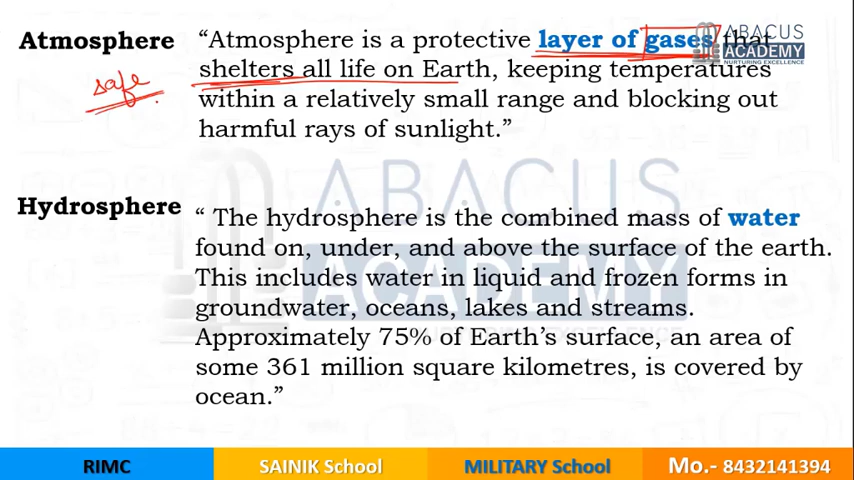 ABACUS
ACADEMY
NURTURING EXCELLENCE
Atmosphere
“Atmosphere is a protective layer of gases that
shelters all life on Earth, keeping temperatures
within a relatively small range and blocking out
harmful rays of sunlight.”
safe
Hydrosphere
“ The hydrosphere is the combined mass of water
found on, under, and above the surface of the earth.
This includes water in liquid and frozen forms in
groundwater, oceans, lakes and streams.
Approximately 75% of Earth’s surface, an area of
some 361 million square kilometres, is covered by
ocean.”
ABACUS
ACADEMY
RIMC
SAINIK School
MILITARY School
Mo.- 8432141394